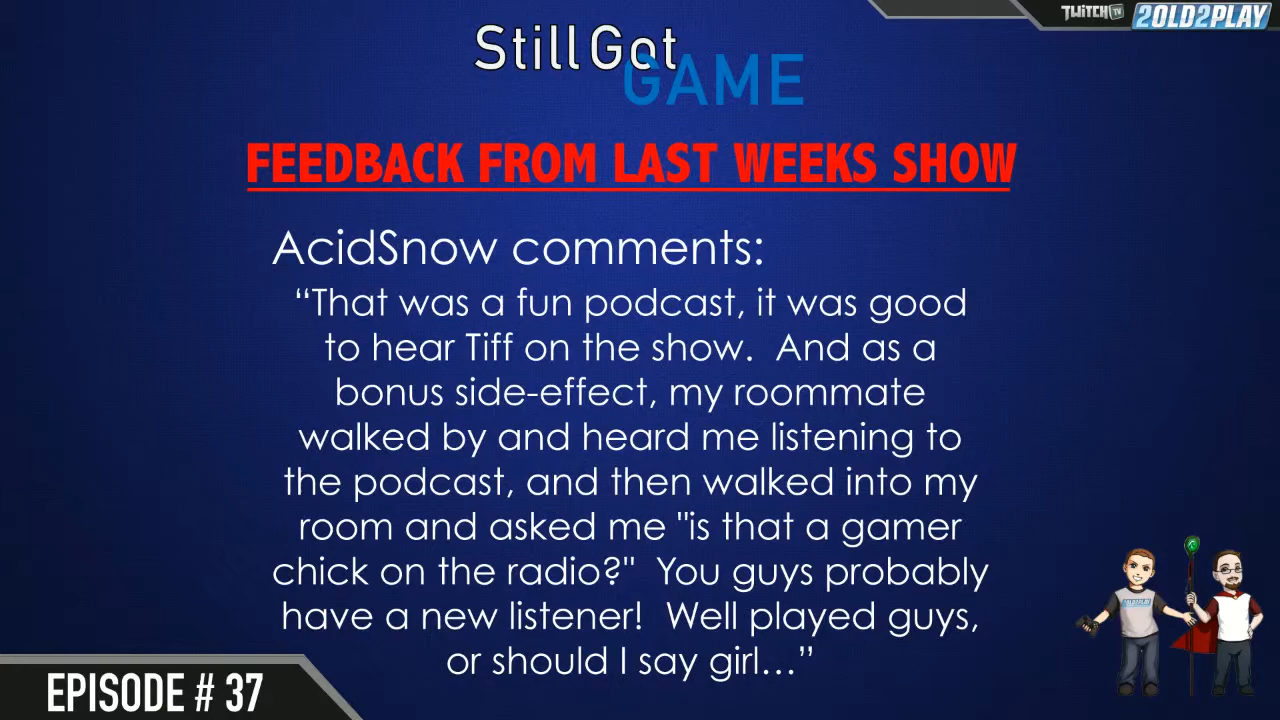 TWITCH TV 2OLD2PLAY
Still Got
GAME
FEEDBACK FROM LAST WEEKS SHOW
AcidSnow comments:
“That was a fun podcast, it was good
to hear Tiff on the show.  And as a
bonus side-effect, my roommate
walked by and heard me listening to
the podcast, and then walked into my
room and asked me "is that a gamer
chick on the radio?"  You guys probably
have a new listener!  Well played guys,
or should I say girl…”
2OLD2PLAY
EPISODE # 37